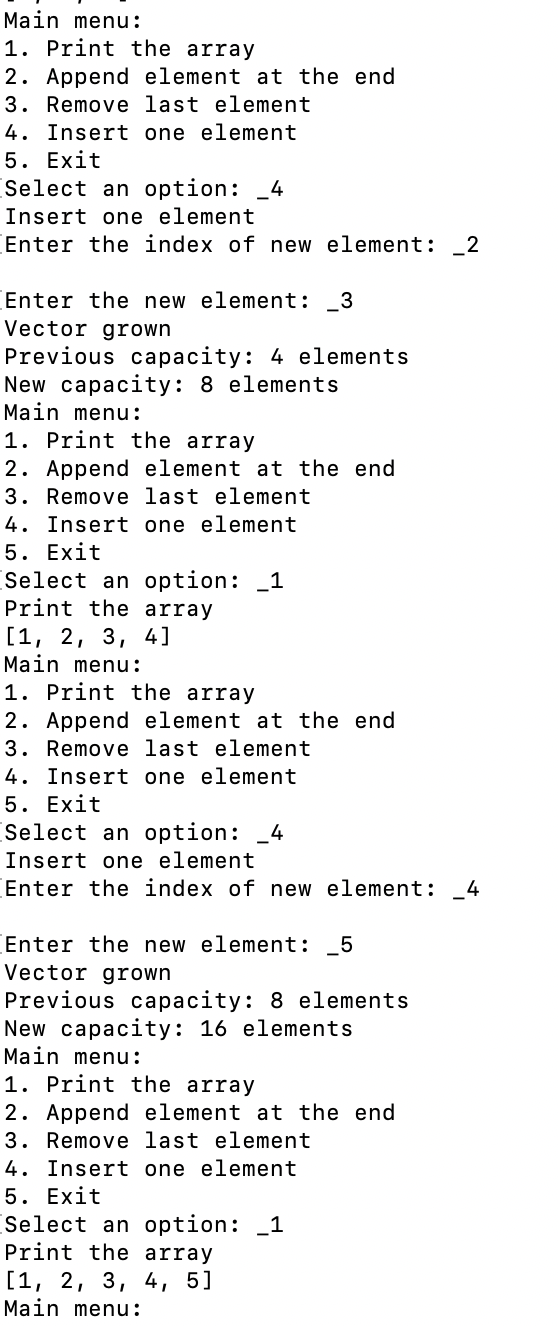 Main menu:
1. Print the array
2. Append element at the end
3. Remove last element
4. Insert one element
5. Exit
Select an option: _4
Insert one element
Enter the index of new element: _2
Enter the new element: _3
Vector grown
Previous capacity: 4 elements
New capacity: 8 elements
Main menu:
1. Print the array
2. Append element at the end
3. Remove last element
4. Insert one element
5. Exit
Select an option: _1
Print the array
[1, 2, 3, 4]
Main menu:
1. Print the array
2. Append element at the end
3. Remove last element
4. Insert one element
5. Exit
Select an option: _4
Insert one element
Enter the index of new element: _4
Enter the new element: _5
Vector grown
Previous capacity: 8 elements
New capacity: 16 elements
Main menu:
1. Print the array
2. Append element at the end
3. Remove last element
4. Insert one element
5. Exit
Select an option: _1
Print the array
[1, 2, 3, 4, 5]
Main menu: